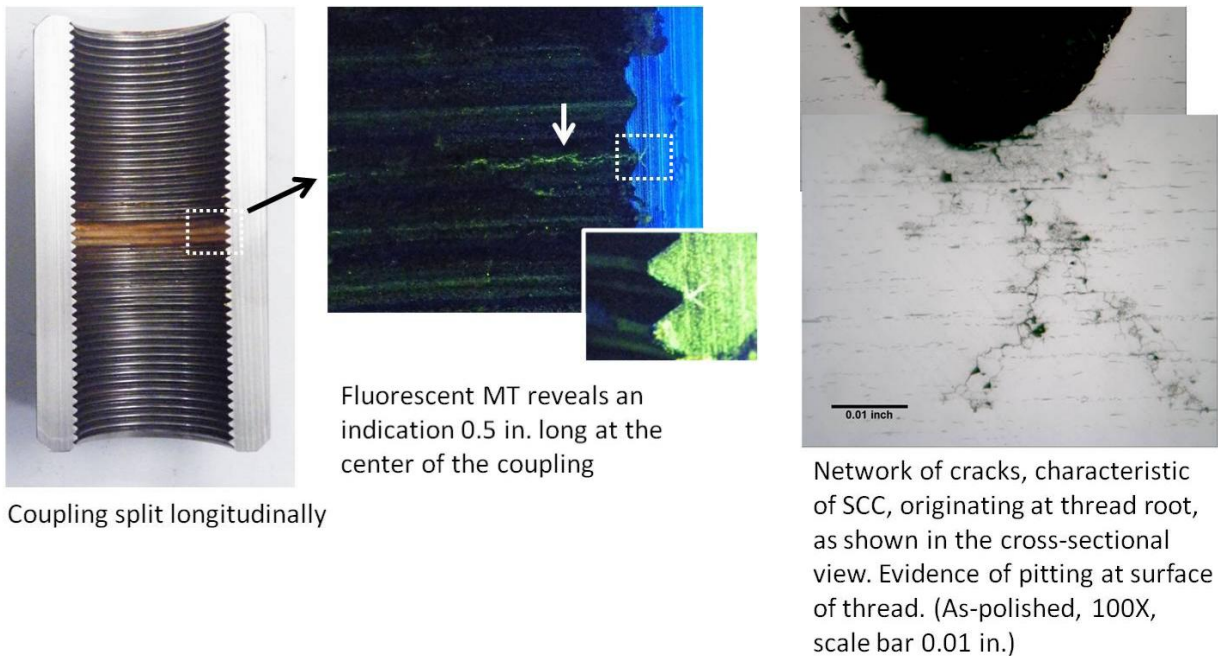 Coupling split longitudinally
Fluorescent MT reveals an
indication 0.5 in. long at the
center of the coupling
0.01 inch
Network of cracks, characteristic
of SCC, originating at thread root,
as shown in the cross-sectional
view. Evidence of pitting at surface
of thread. (As-polished, 100X,
scale bar 0.01 in.)